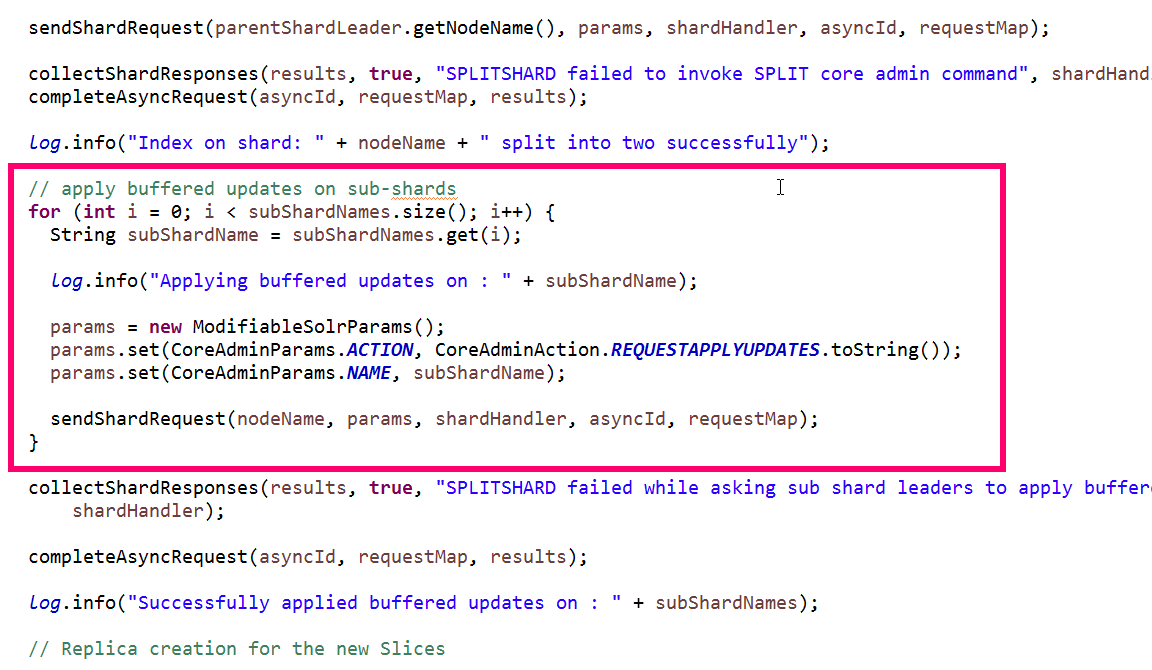 sendShardRequest(parentShardLeader.getNodeName(), params, shardHandler, asyncId, requestMap);
collectShardResponses(results, true, "SPLITSHARD failed to invoke SPLIT core admin command", shardHand
completeAsyncRequest(asyncId, requestMap, results);
log.info("Index on shard: " + nodeName + " split into two successfully");
// apply buffered updates on sub-shards
for (int i = 0; i < subShardNames.size(); i++) {
String subShardName = subShardNames.get(i);
log.info("Applying buffered updates on : " + subShardName);
params = new ModifiableSolrParams();
params.set(CoreAdminParams.ACTION, CoreAdminAction.REQUESTAPPLYUPDATES.toString());
params.set(CoreAdminParams.NAME, subShardName);
sendShardRequest(nodeName, params, shardHandler, asyncId, requestMap);
}
collectShardResponses(results, true, "SPLITSHARD failed while asking sub shard leaders to apply buffer
shardHandler);
completeAsyncRequest(asyncId, requestMap, results);
log.info("Successfully applied buffered updates on : " + subShardNames);
// Replica creation for the new Slices